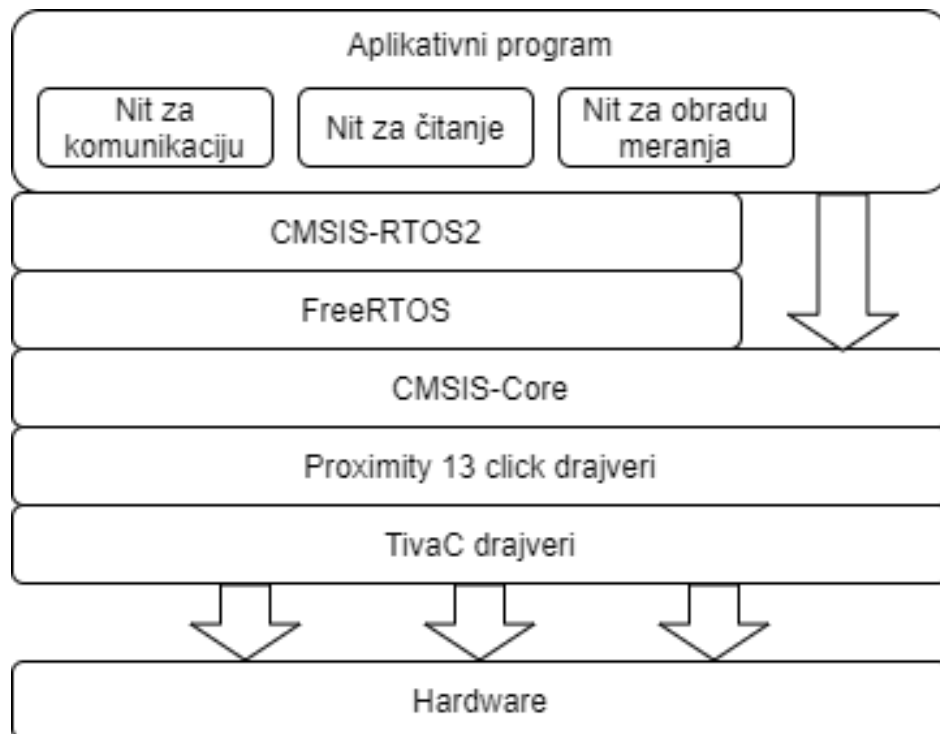 Aplikativni program
Nit za
komunikaciju
Nit za čitanje
Nit za obradu
meranja
CMSIS-RTOS2
FreeRTOS
CMSIS-Core
Proximity 13 click drajveri
TivaC drajveri
Hardware